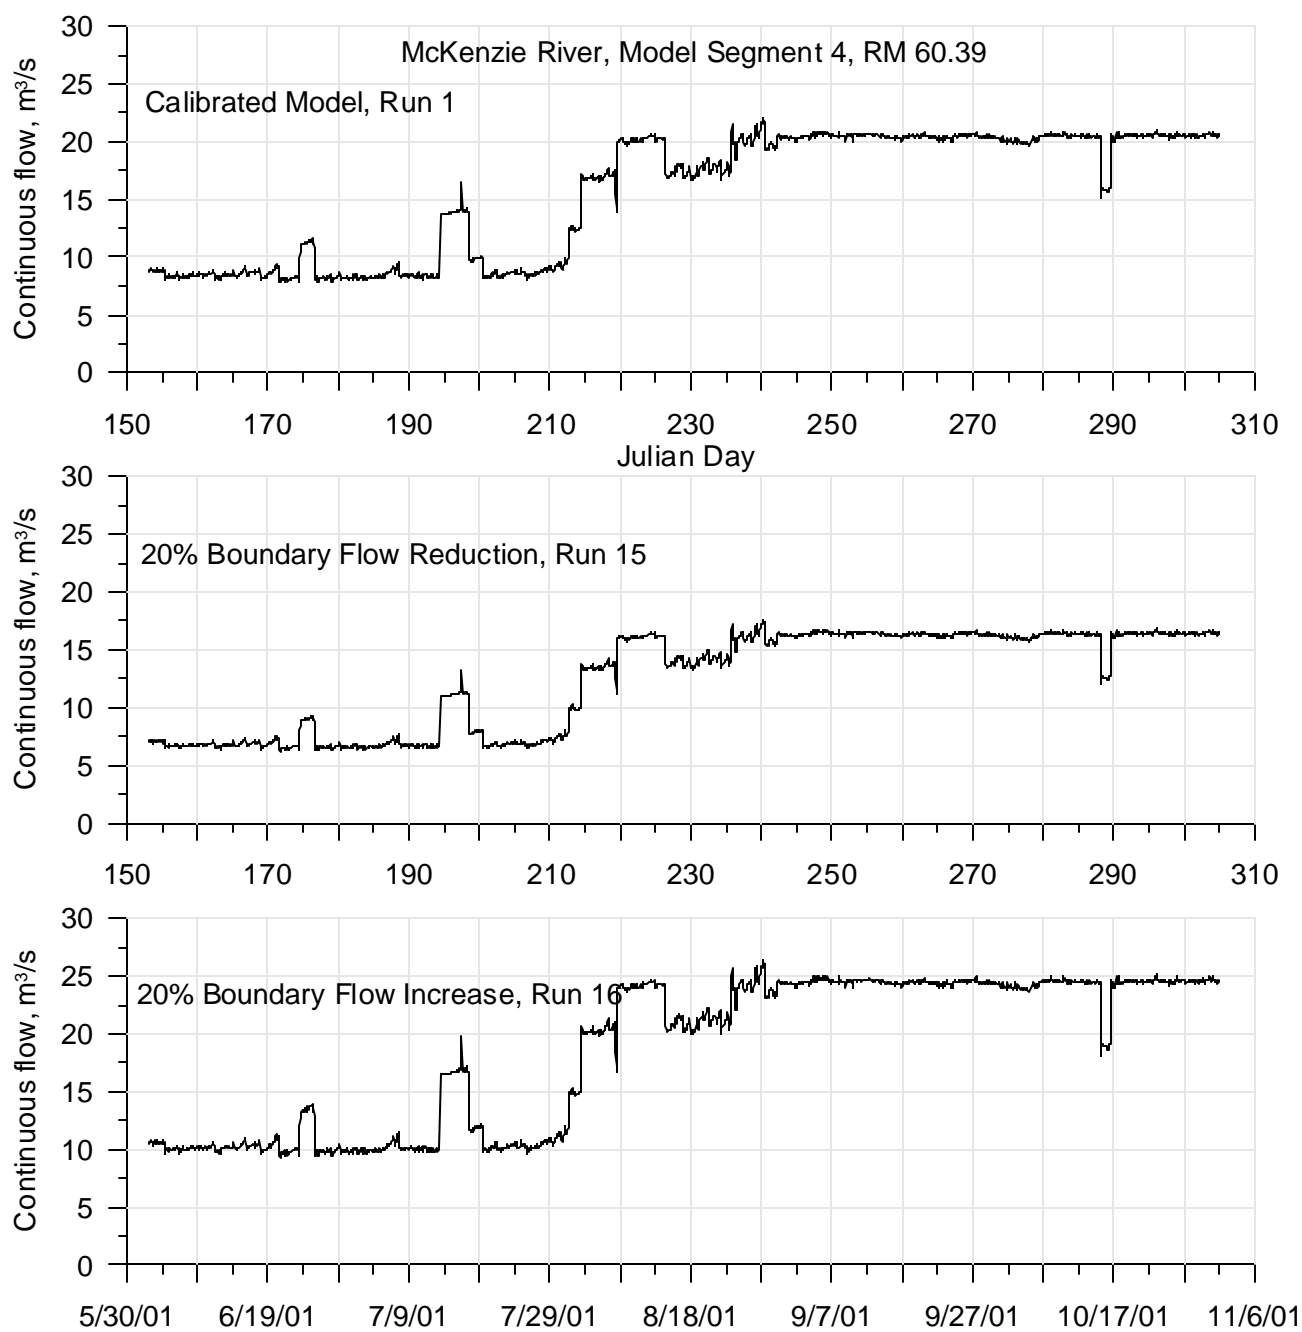 30
McKenzie River, Model Segment 4, RM 60.39
25
Calibrated Model, Run 1
20
15
10
5
0
Continuous flow, m³/s
150 170 190 210 230 250 270 290 310
Julian Day
30
25
20% Boundary Flow Reduction, Run 15
20
15
10
5
0
Continuous flow, m³/s
150 170 190 210 230 250 270 290 310
30
25
20% Boundary Flow Increase, Run 16
20
15
10
5
0
Continuous flow, m³/s
5/30/01 6/19/01 7/9/01 7/29/01 8/18/01 9/7/01 9/27/01 10/17/01 11/6/01